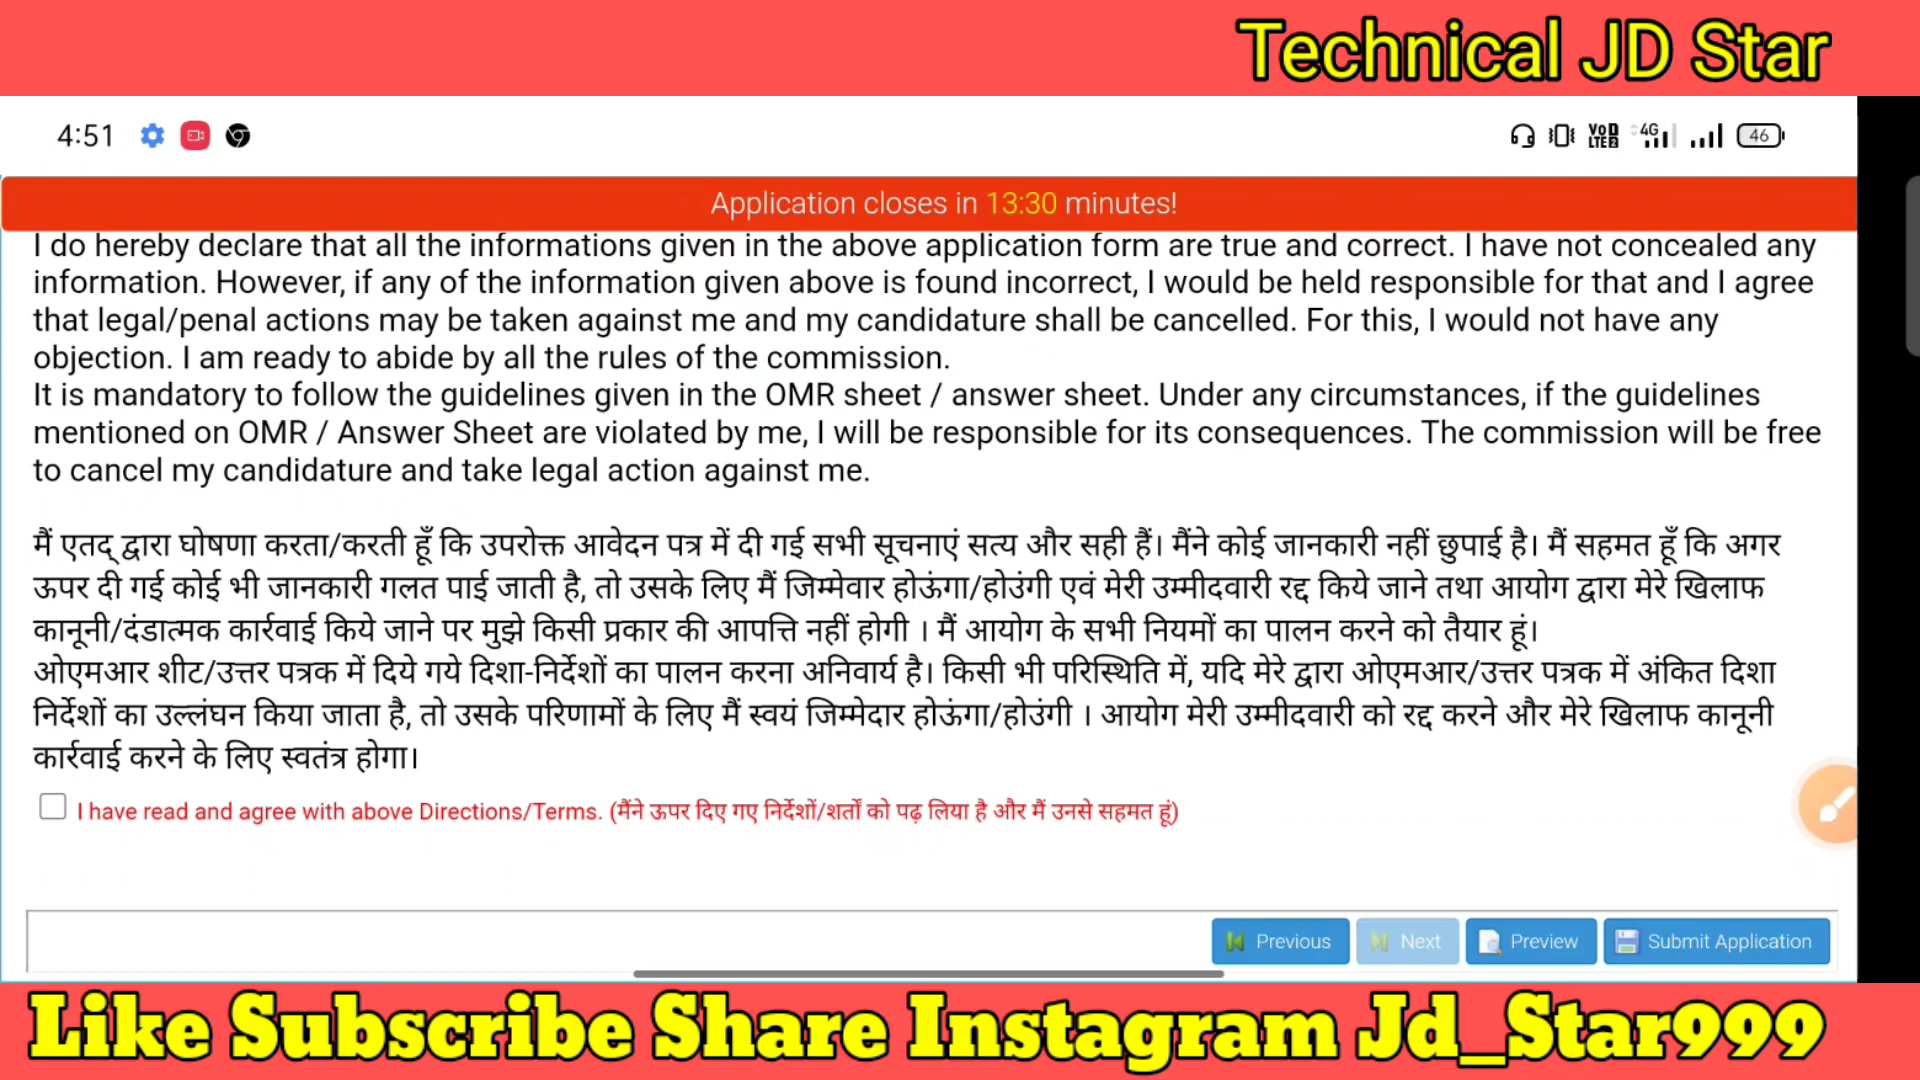 Technical JD Star
4:51
VoD LTE2 4G 46
Application closes in 13:30 minutes!
I do hereby declare that all the informations given in the above application form are true and correct. I have not concealed any
information. However, if any of the information given above is found incorrect, I would be held responsible for that and I agree
that legal/penal actions may be taken against me and my candidature shall be cancelled. For this, I would not have any
objection. I am ready to abide by all the rules of the commission.
It is mandatory to follow the guidelines given in the OMR sheet / answer sheet. Under any circumstances, if the guidelines
mentioned on OMR / Answer Sheet are violated by me, I will be responsible for its consequences. The commission will be free
to cancel my candidature and take legal action against me.
मैं एतद् द्वारा घोषणा करता/करती हूँ कि उपरोक्त आवेदन पत्र में दी गई सभी सूचनाएं सत्य और सही हैं। मैंने कोई जानकारी नहीं छुपाई है। मैं सहमत हूँ कि अगर
ऊपर दी गई कोई भी जानकारी गलत पाई जाती है, तो उसके लिए मैं जिम्मेवार होऊंगा/होउंगी एवं मेरी उम्मीदवारी रद्द किये जाने तथा आयोग द्वारा मेरे खिलाफ
कानूनी/दंडात्मक कार्रवाई किये जाने पर मुझे किसी प्रकार की आपत्ति नहीं होगी । मैं आयोग के सभी नियमों का पालन करने को तैयार हूं।
ओएमआर शीट/उत्तर पत्रक में दिये गये दिशा-निर्देशों का पालन करना अनिवार्य है। किसी भी परिस्थिति में, यदि मेरे द्वारा ओएमआर/उत्तर पत्रक में अंकित दिशा
निर्देशों का उल्लंघन किया जाता है, तो उसके परिणामों के लिए मैं स्वयं जिम्मेदार होऊंगा/होउंगी । आयोग मेरी उम्मीदवारी को रद्द करने और मेरे खिलाफ कानूनी
कार्रवाई करने के लिए स्वतंत्र होगा।
I have read and agree with above Directions/Terms. (मैंने ऊपर दिए गए निर्देशों/शर्तों को पढ़ लिया है और मैं उनसे सहमत हूं)
Previous Next Preview Submit Application
Like Subscribe Share Instagram Jd_Star999